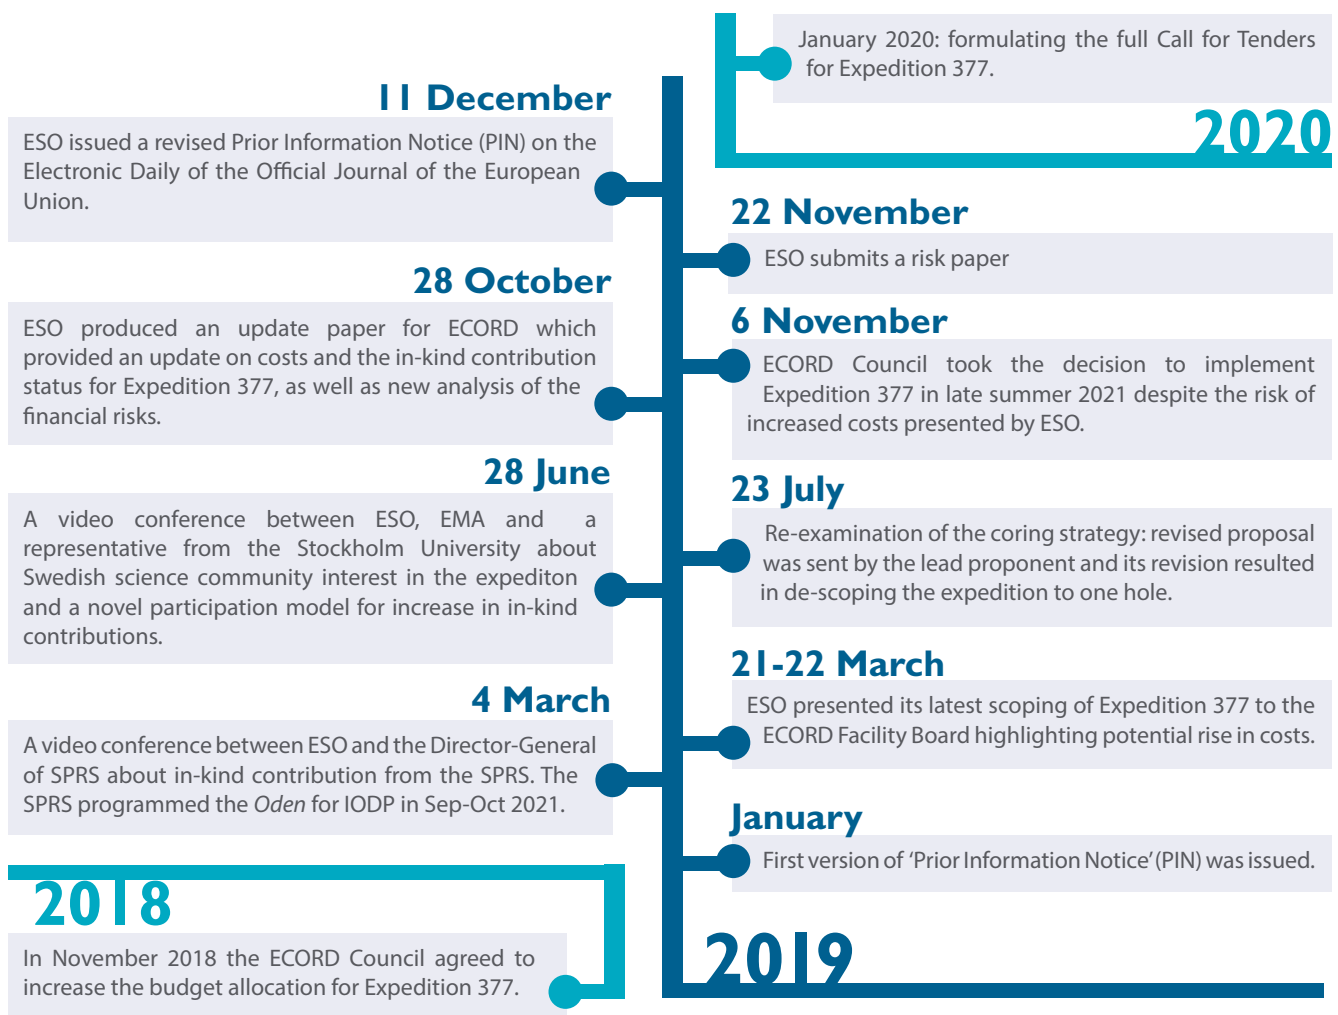 January 2020: formulating the full Call for Tenders
for Expedition 377.
2020
11 December
ESO issued a revised Prior Information Notice (PIN) on the
Electronic Daily of the Official Journal of the European
Union.
22 November
ESO submits a risk paper
28 October
ESO produced an update paper for ECORD which
provided an update on costs and the in-kind contribution
status for Expedition 377, as well as new analysis of the
financial risks.
6 November
ECORD Council took the decision to implement
Expedition 377 in late summer 2021 despite the risk of
increased costs presented by ESO.
28 June
A video conference between ESO, EMA and a
representative from the Stockholm University about
Swedish science community interest in the expediton
and a novel participation model for increase in in-kind
contributions.
23 July
Re-examination of the coring strategy: revised proposal
was sent by the lead proponent and its revision resulted
in de-scoping the expedition to one hole.
4 March
A video conference between ESO and the Director-General
of SPRS about in-kind contribution from the SPRS. The
SPRS programmed the Oden for IODP in Sep-Oct 2021.
21-22 March
ESO presented its latest scoping of Expedition 377 to the
ECORD Facility Board highlighting potential rise in costs.
January
First version of ‘Prior Information Notice’ (PIN) was issued.
2018
In November 2018 the ECORD Council agreed to
increase the budget allocation for Expedition 377.
2019